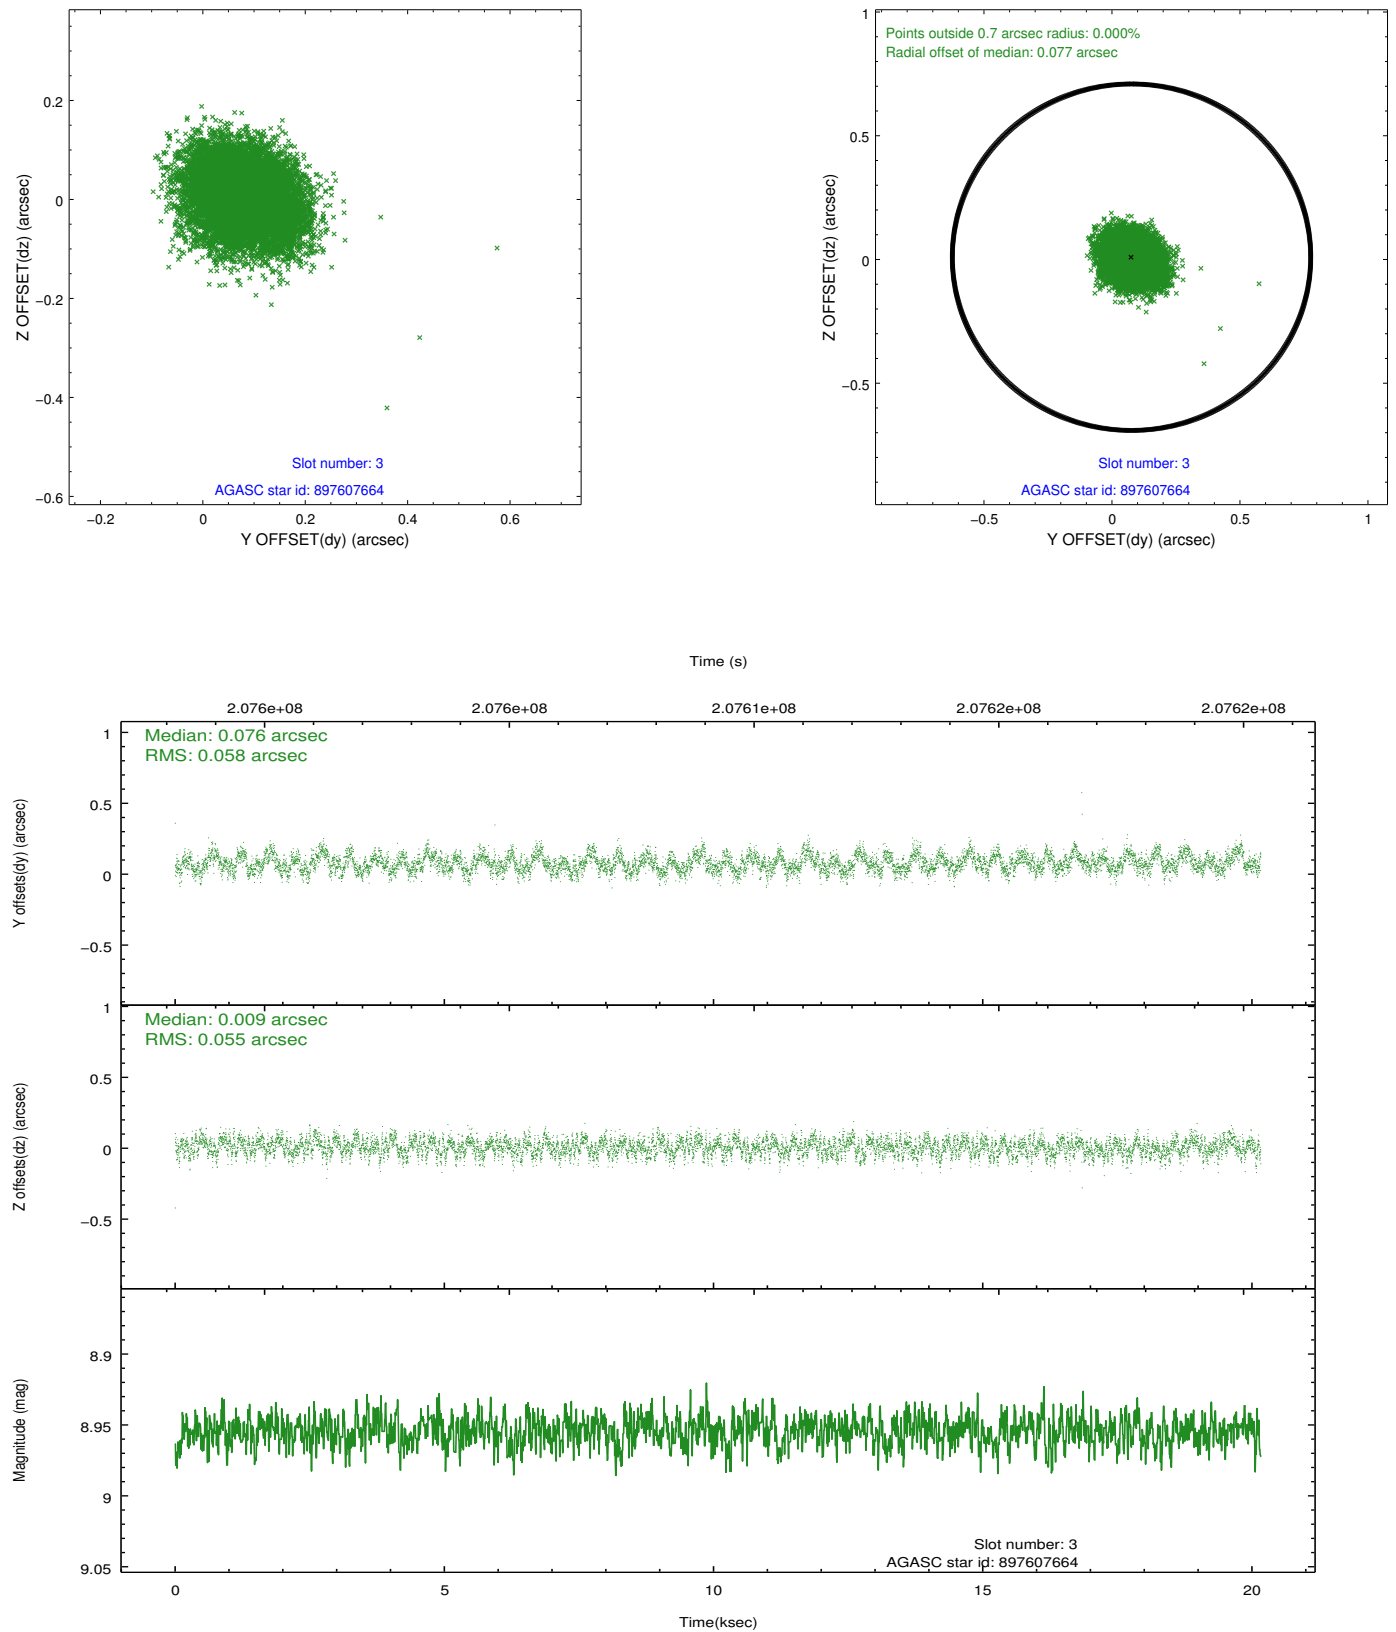 0.2
0
−0.2
−0.4
−0.6
−0.2
0
0.2
0.4
0.6
Z OFFSET(dz) (arcsec)
Y OFFSET(dy) (arcsec)
Slot number: 3
AGASC star id: 897607664
Points outside 0.7 arcsec radius: 0.000%
Radial offset of median: 0.077 arcsec
1
0.5
0
−0.5
−0.5
0
0.5
1
Z OFFSET(dz) (arcsec)
Y OFFSET(dy) (arcsec)
Slot number: 3
AGASC star id: 897607664
Time (s)
2.076e+08
2.076e+08
2.0761e+08
2.0762e+08
2.0762e+08
Median: 0.076 arcsec
RMS: 0.058 arcsec
1
0.5
0
−0.5
Y offsets(dy) (arcsec)
Median: 0.009 arcsec
RMS: 0.055 arcsec
1
0.5
0
−0.5
Z offsets(dz) (arcsec)
8.9
8.95
9
9.05
Magnitude (mag)
Slot number: 3
AGASC star id: 897607664
0
5
10
15
20
Time(ksec)